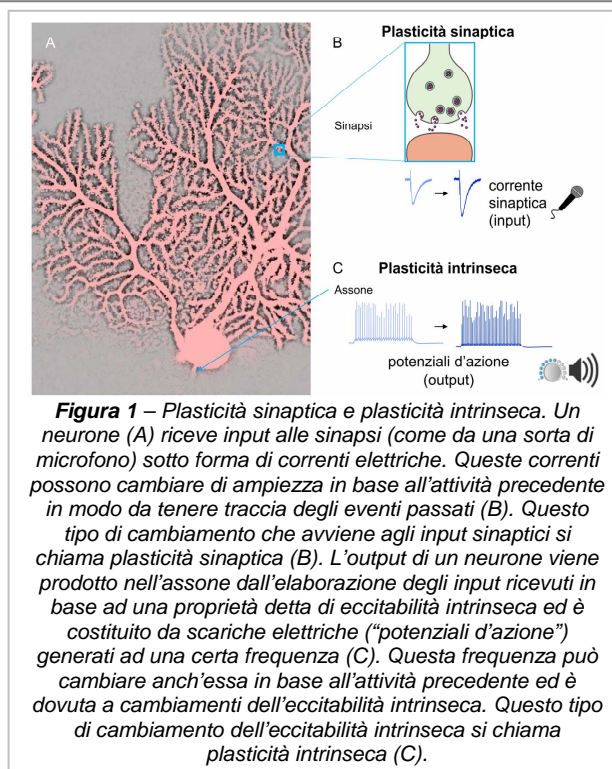 A
B
Plasticità sinaptica
Sinapsi
corrente
sinaptica
(input)
C
Plasticità intrinseca
Assone
potenziali d'azione
(output)
Figura 1 – Plasticità sinaptica e plasticità intrinseca. Un
neurone (A) riceve input alle sinapsi (come da una sorta di
microfono) sotto forma di correnti elettriche. Queste correnti
possono cambiare di ampiezza in base all'attività precedente
in modo da tenere traccia degli eventi passati (B). Questo
tipo di cambiamento che avviene agli input sinaptici si
chiama plasticità sinaptica (B). L'output di un neurone viene
prodotto nell'assone dall'elaborazione degli input ricevuti in
base ad una proprietà detta di eccitabilità intrinseca ed è
costituito da scariche elettriche ("potenziali d'azione")
generati ad una certa frequenza (C). Questa frequenza può
cambiare anch'essa in base all'attività precedente ed è
dovuta a cambiamenti dell'eccitabilità intrinseca. Questo tipo
di cambiamento dell'eccitabilità intrinseca si chiama
plasticità intrinseca (C).